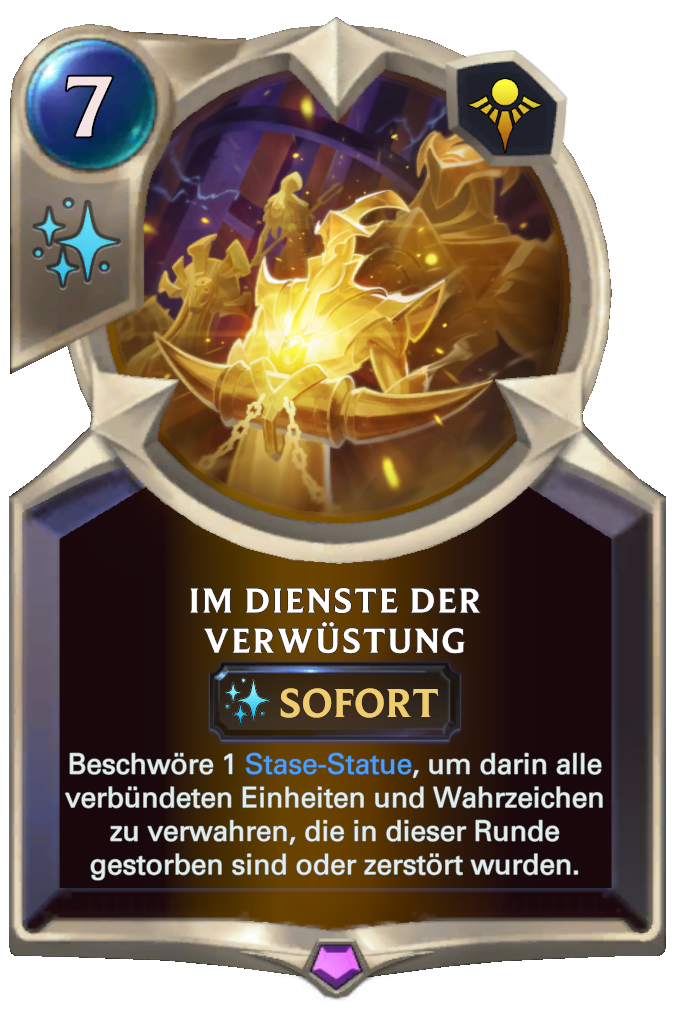 7
IM DIENSTE DER
VERWÜSTUNG
SOFORT
Beschwöre 1 Stase-Statue, um darin alle
verbündeten Einheiten und Wahrzeichen
zu verwahren, die in dieser Runde
gestorben sind oder zerstört wurden.